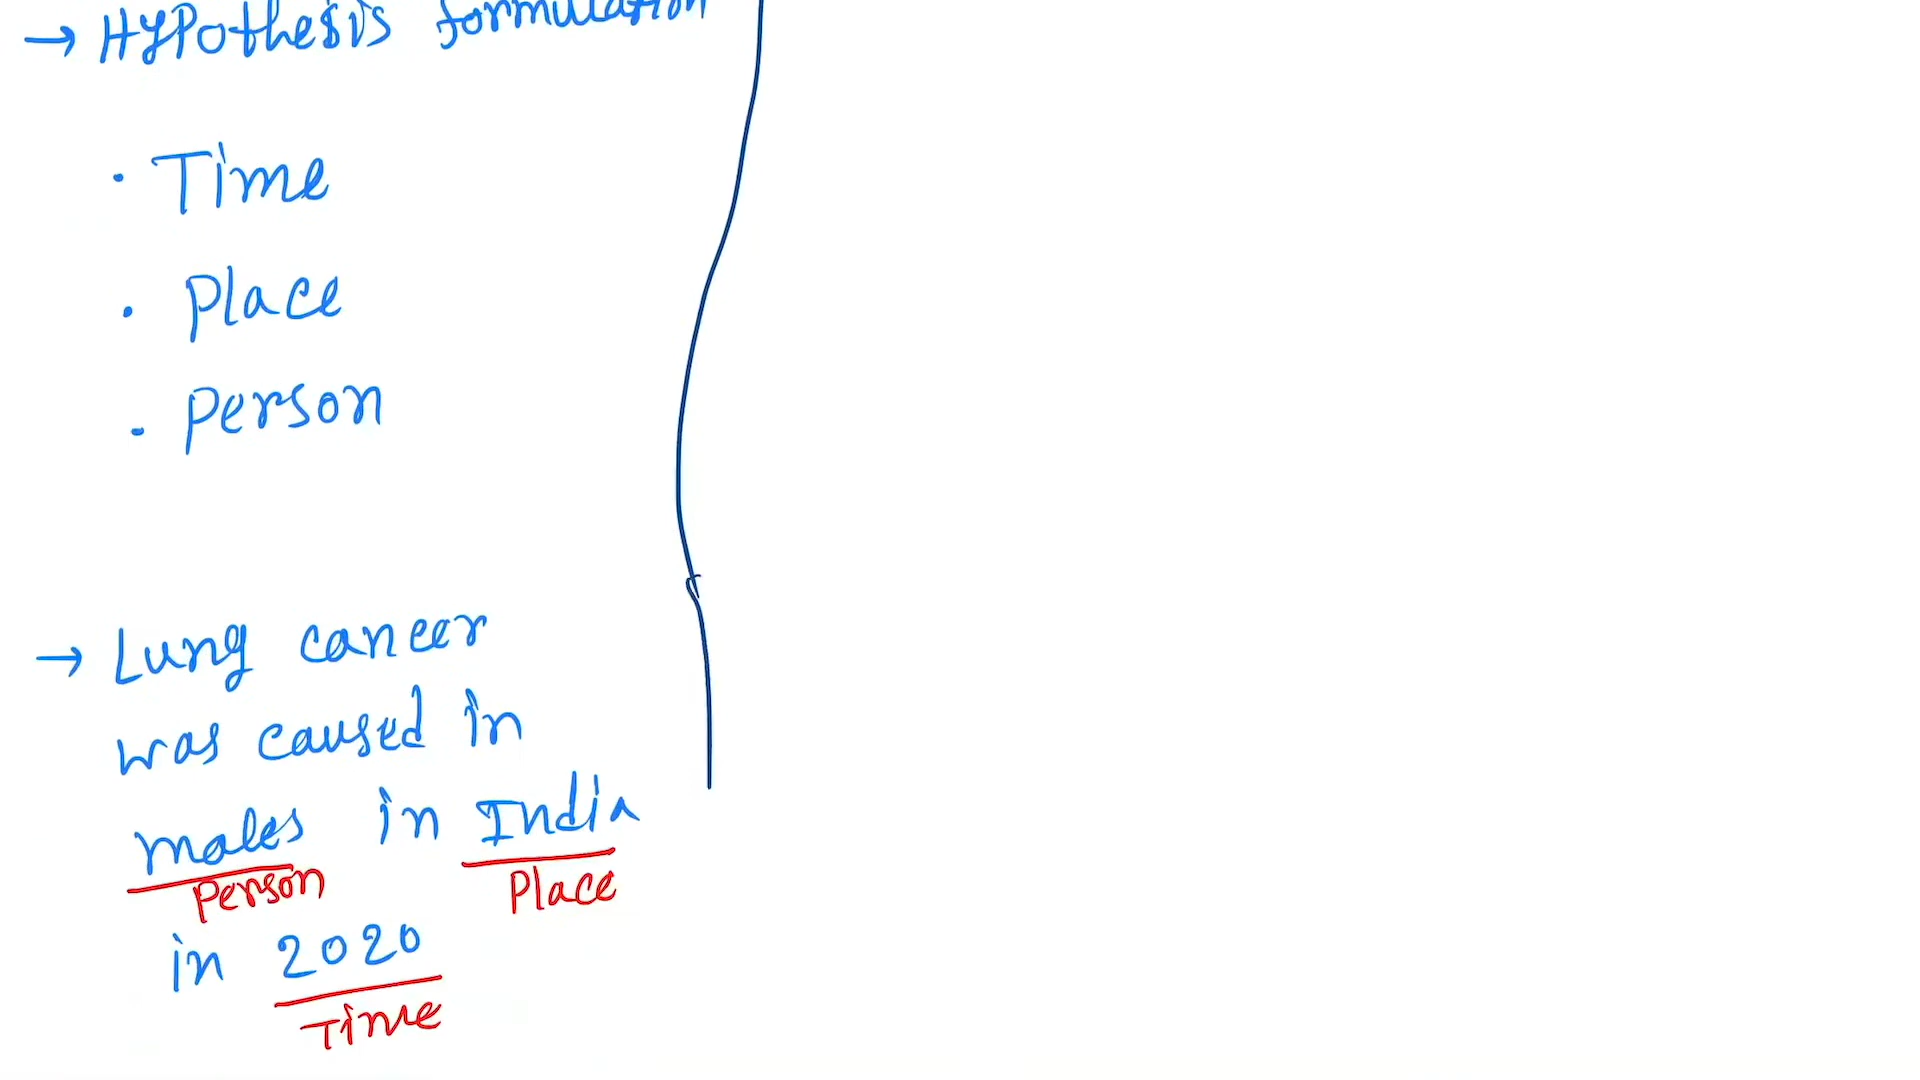 → Hypothesis formulation
· Time
· Place
· Person
→ Lung cancer
was caused in
males in India
Person Place
in 2020
Time